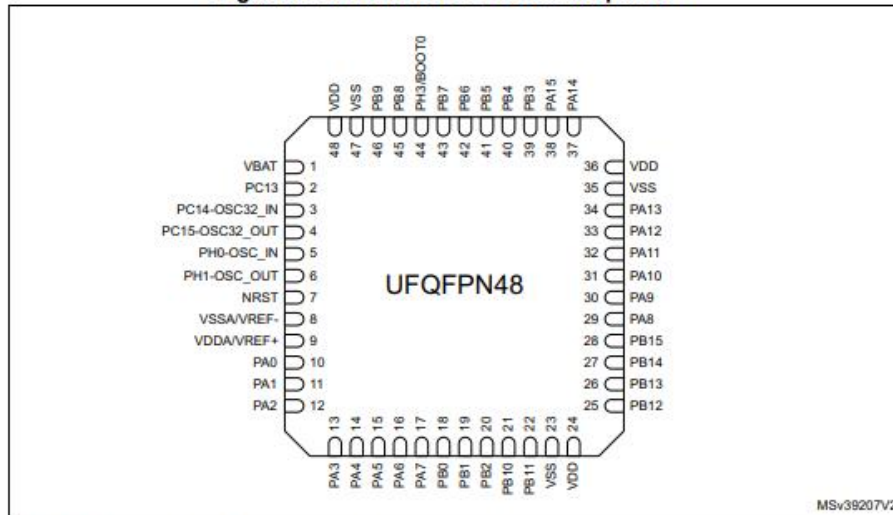 VDD VSS PB9 PB8 PH3/BOOT0 PB7 PB6 PB5 PB4 PB3 PA15 PA14
48 47 46 45 44 43 42 41 40 39 38 37
VBAT 1 36 VDD
PC13 2 35 VSS
PC14-OSC32_IN 3 34 PA13
PC15-OSC32_OUT 4 33 PA12
PH0-OSC_IN 5 32 PA11
PH1-OSC_OUT 6 31 PA10
NRST 7 30 PA9
VSSA/VREF- 8 29 PA8
VDDA/VREF+ 9 28 PB15
PA0 10 27 PB14
PA1 11 26 PB13
PA2 12 25 PB12
UFQFPN48
13 14 15 16 17 18 19 20 21 22 23 24
PA3 PA4 PA5 PA6 PA7 PB0 PB1 PB2 PB10 PB11 VSS VDD
MSv39207V2